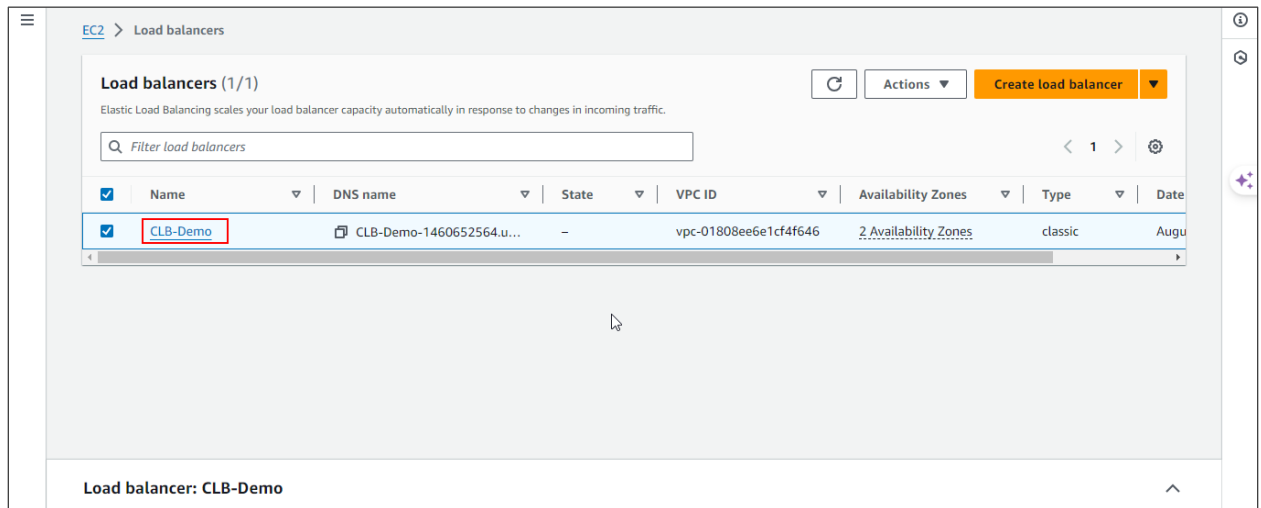 EC2 > Load balancers
Load balancers (1/1)
Actions
Create load balancer
Elastic Load Balancing scales your load balancer capacity automatically in response to changes in incoming traffic.
Filter load balancers
1
Name DNS name State VPC ID Availability Zones Type Date
CLB-Demo CLB-Demo-1460652564.u... – vpc-01808ee6e1cf4f646 2 Availability Zones classic Augu
Load balancer: CLB-Demo